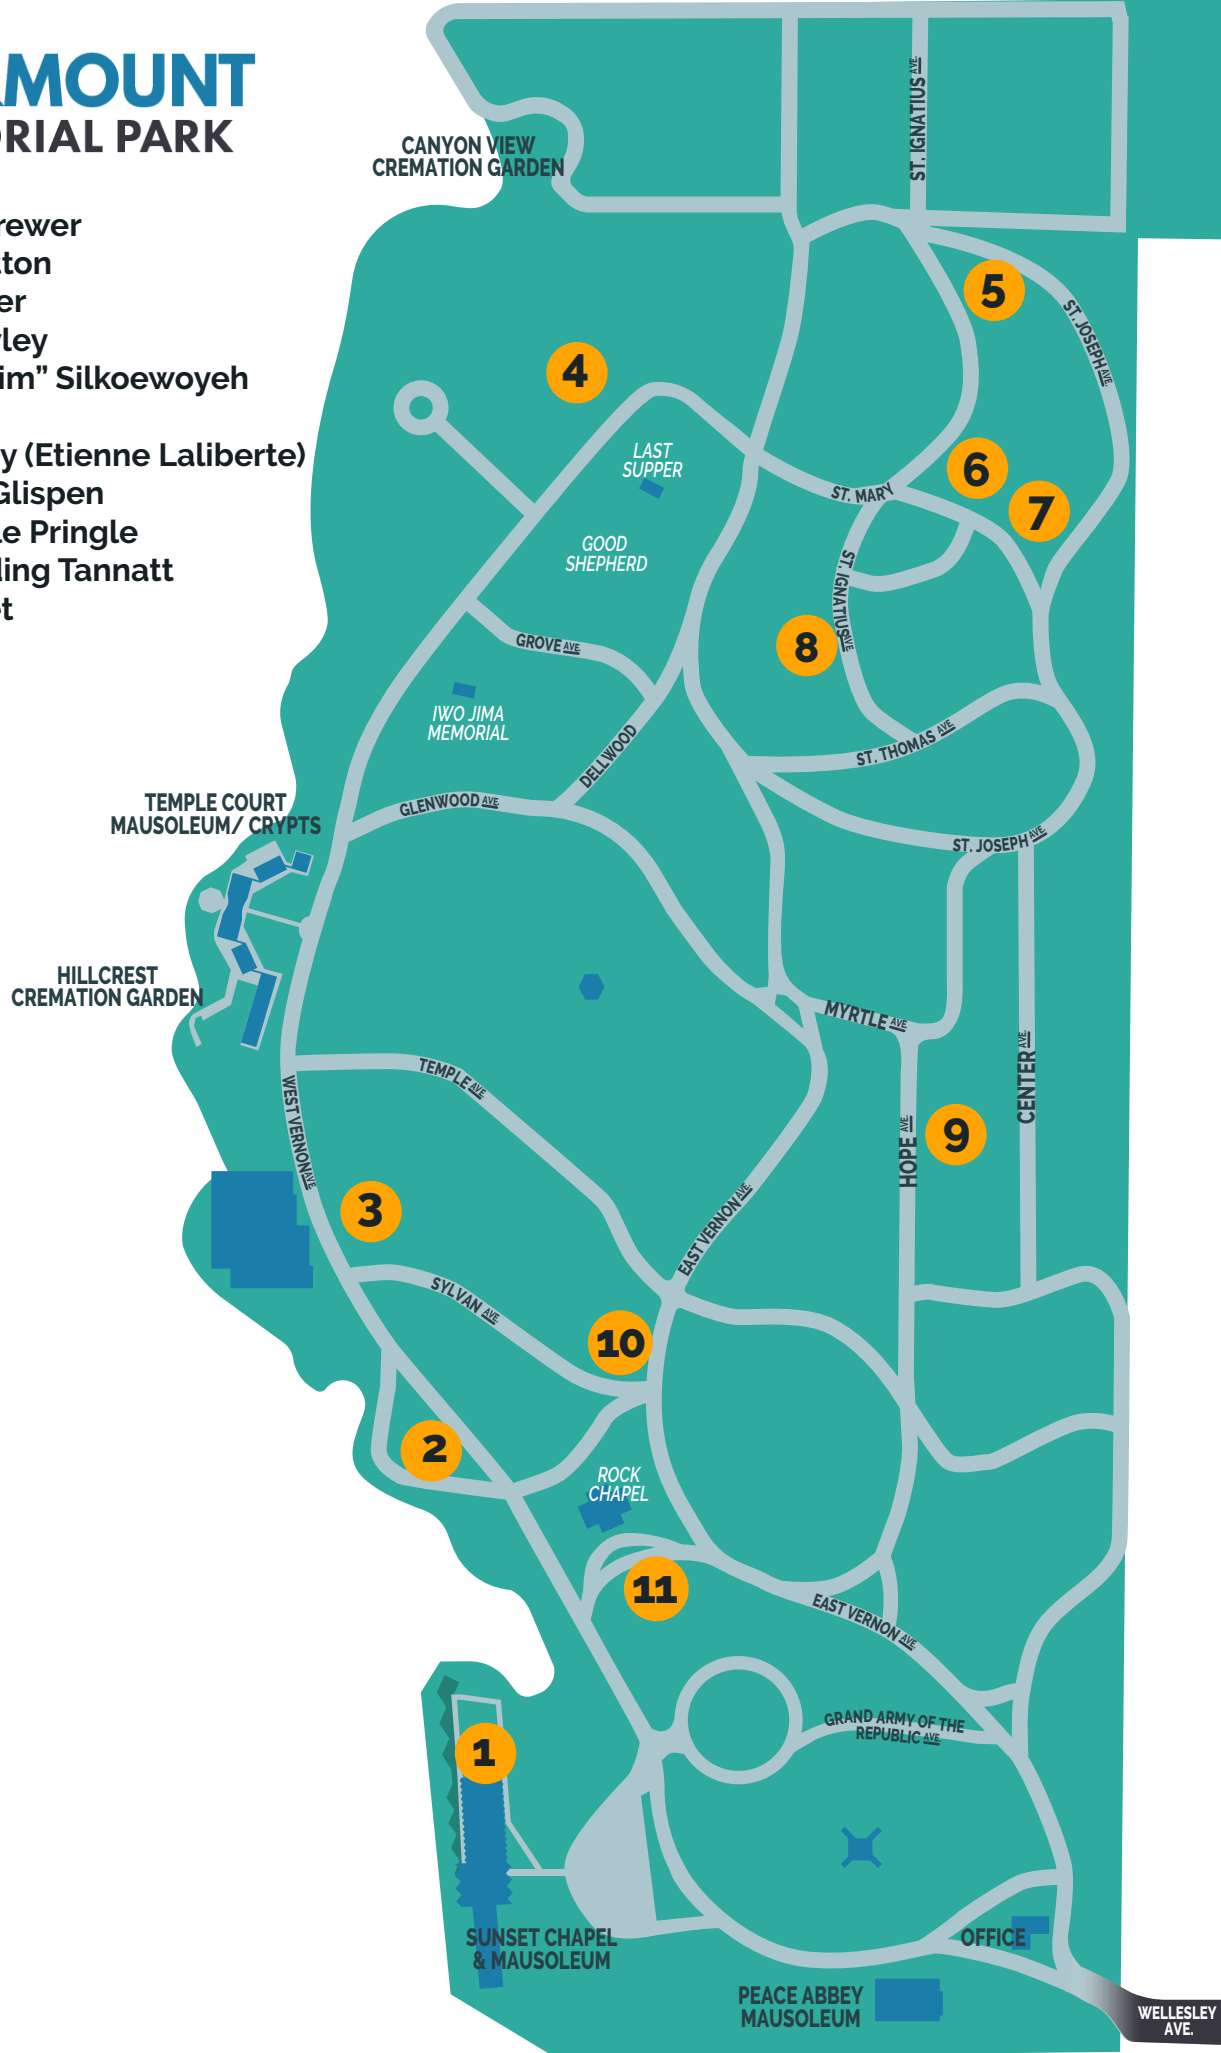 MOUNT
RIAL PARK
rewer
ton
er
ley
im” Silkoewoyeh
y (Etienne Laliberte)
Glispen
le Pringle
ling Tannatt
t
CANYON VIEW
CREMATION GARDEN
ST. IGNATIUS AVE.
5
ST. JOSEPH AVE.
4
LAST
SUPPER
6
ST. MARY
7
GOOD
SHEPHERD
ST. IGNATIUS AVE
8
GROVE AVE.
IWO JIMA
MEMORIAL
DELLWOOD
ST. THOMAS AVE.
TEMPLE COURT
MAUSOLEUM/ CRYPTS
GLENWOOD AVE.
ST. JOSEPH AVE.
HILLCREST
CREMATION GARDEN
MYRTLE AVE.
CENTER AVE.
TEMPLE AVE.
WEST VERNON AVE
HOPE AVE.
9
3
EAST VERNON AVE.
SYLVAN AVE.
10
2
ROCK
CHAPEL
11
EAST VERNON AVE.
GRAND ARMY OF THE
REPUBLIC AVE.
1
SUNSET CHAPEL
& MAUSOLEUM
OFFICE
PEACE ABBEY
MAUSOLEUM
WELLESLEY
AVE.